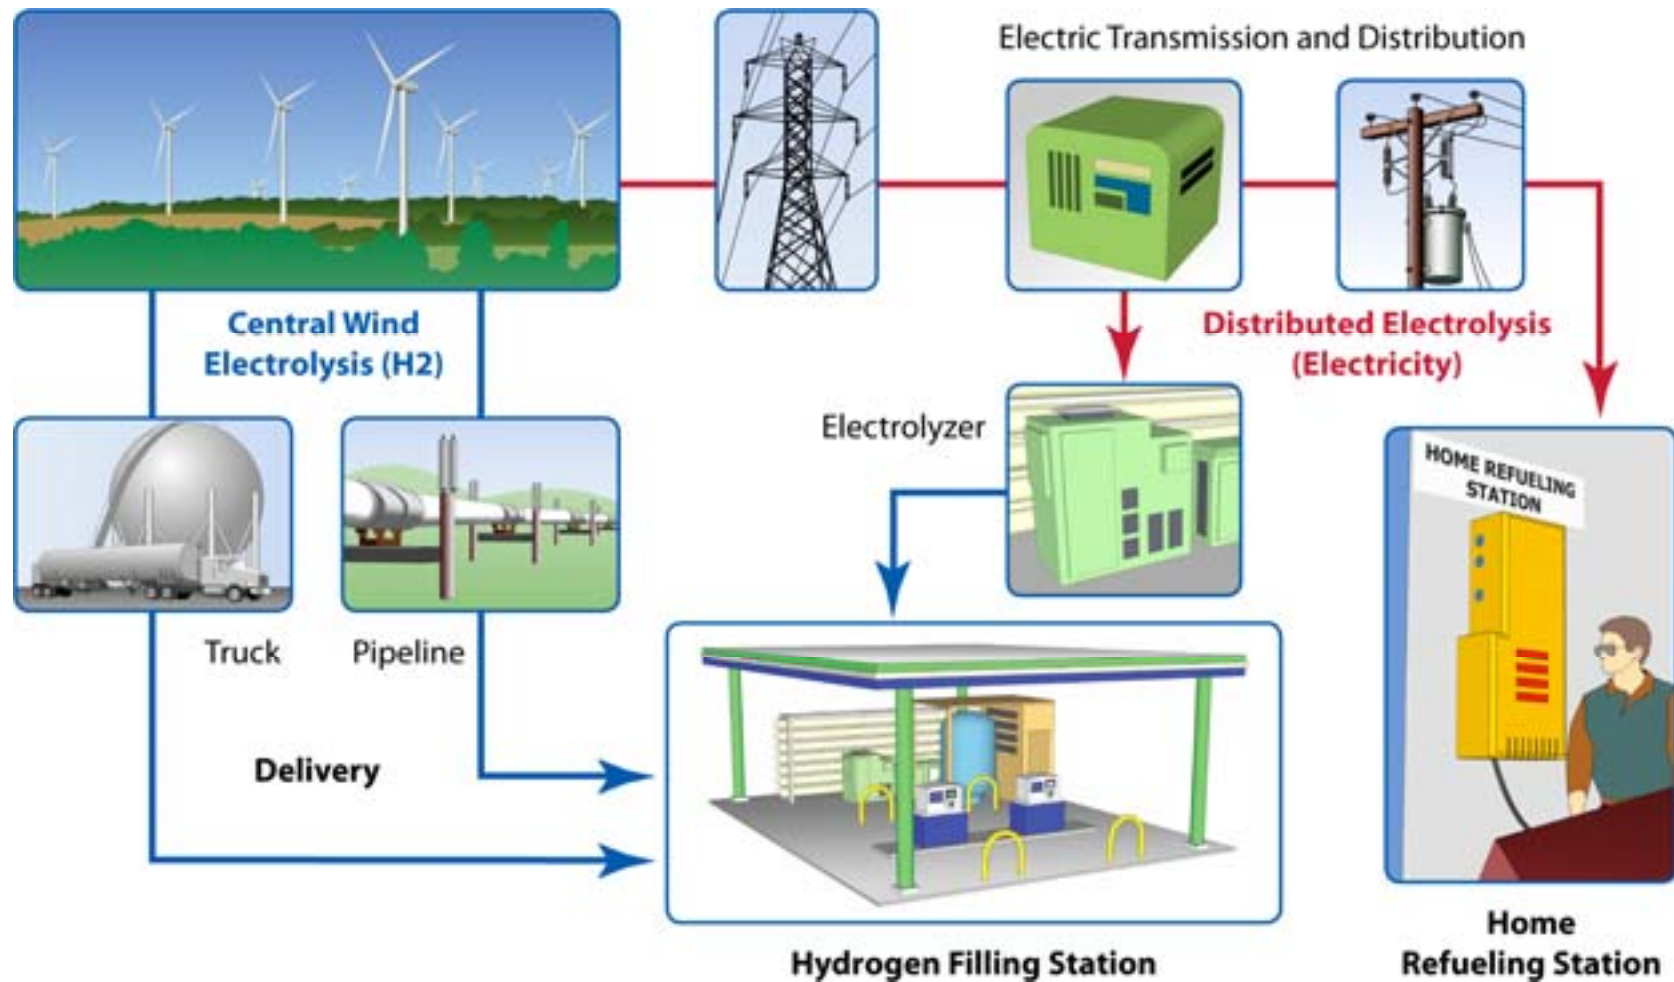 Electric Transmission and Distribution
Central Wind
Electrolysis (H2)
Distributed Electrolysis
(Electricity)
Electrolyzer
HOME REFUELING
STATION
Truck
Pipeline
Delivery
Hydrogen Filling Station
Home
Refueling Station